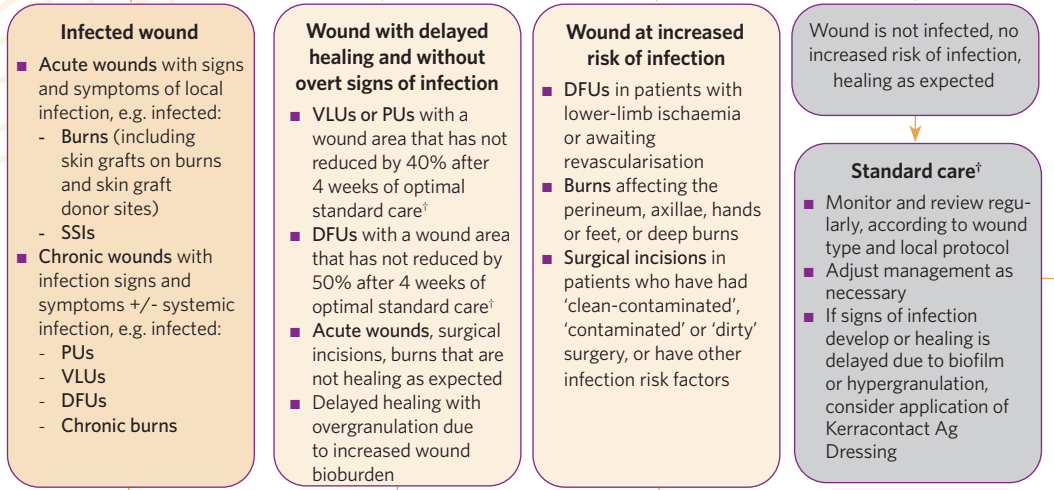 Infected wound
■ Acute wounds with signs
and symptoms of local
infection, e.g. infected:
- Burns (including
skin grafts on burns
and skin graft
donor sites)
- SSIs
■ Chronic wounds with
infection signs and
symptoms +/- systemic
infection, e.g. infected:
- PUs
- VLUs
- DFUs
- Chronic burns
Wound with delayed
healing and without
overt signs of infection
■ VLUs or PUs with a
wound area that has not
reduced by 40% after
4 weeks of optimal
standard care†
■ DFUs with a wound area
that has not reduced by
50% after 4 weeks of
optimal standard care†
■ Acute wounds, surgical
incisions, burns that are
not healing as expected
■ Delayed healing with
overgranulation due
to increased wound
bioburden
Wound at increased
risk of infection
■ DFUs in patients with
lower-limb ischaemia
or awaiting
revascularisation
■ Burns affecting the
perineum, axillae, hands
or feet, or deep burns
■ Surgical incisions in
patients who have had
‘clean-contaminated’,
‘contaminated’ or ‘dirty’
surgery, or have other
infection risk factors
Wound is not infected, no
increased risk of infection,
healing as expected
Standard care†
■ Monitor and review regu-
larly, according to wound
type and local protocol
■ Adjust management as
necessary
■ If signs of infection
develop or healing is
delayed due to biofilm
or hypergranulation,
consider application of
Kerracontact Ag
Dressing